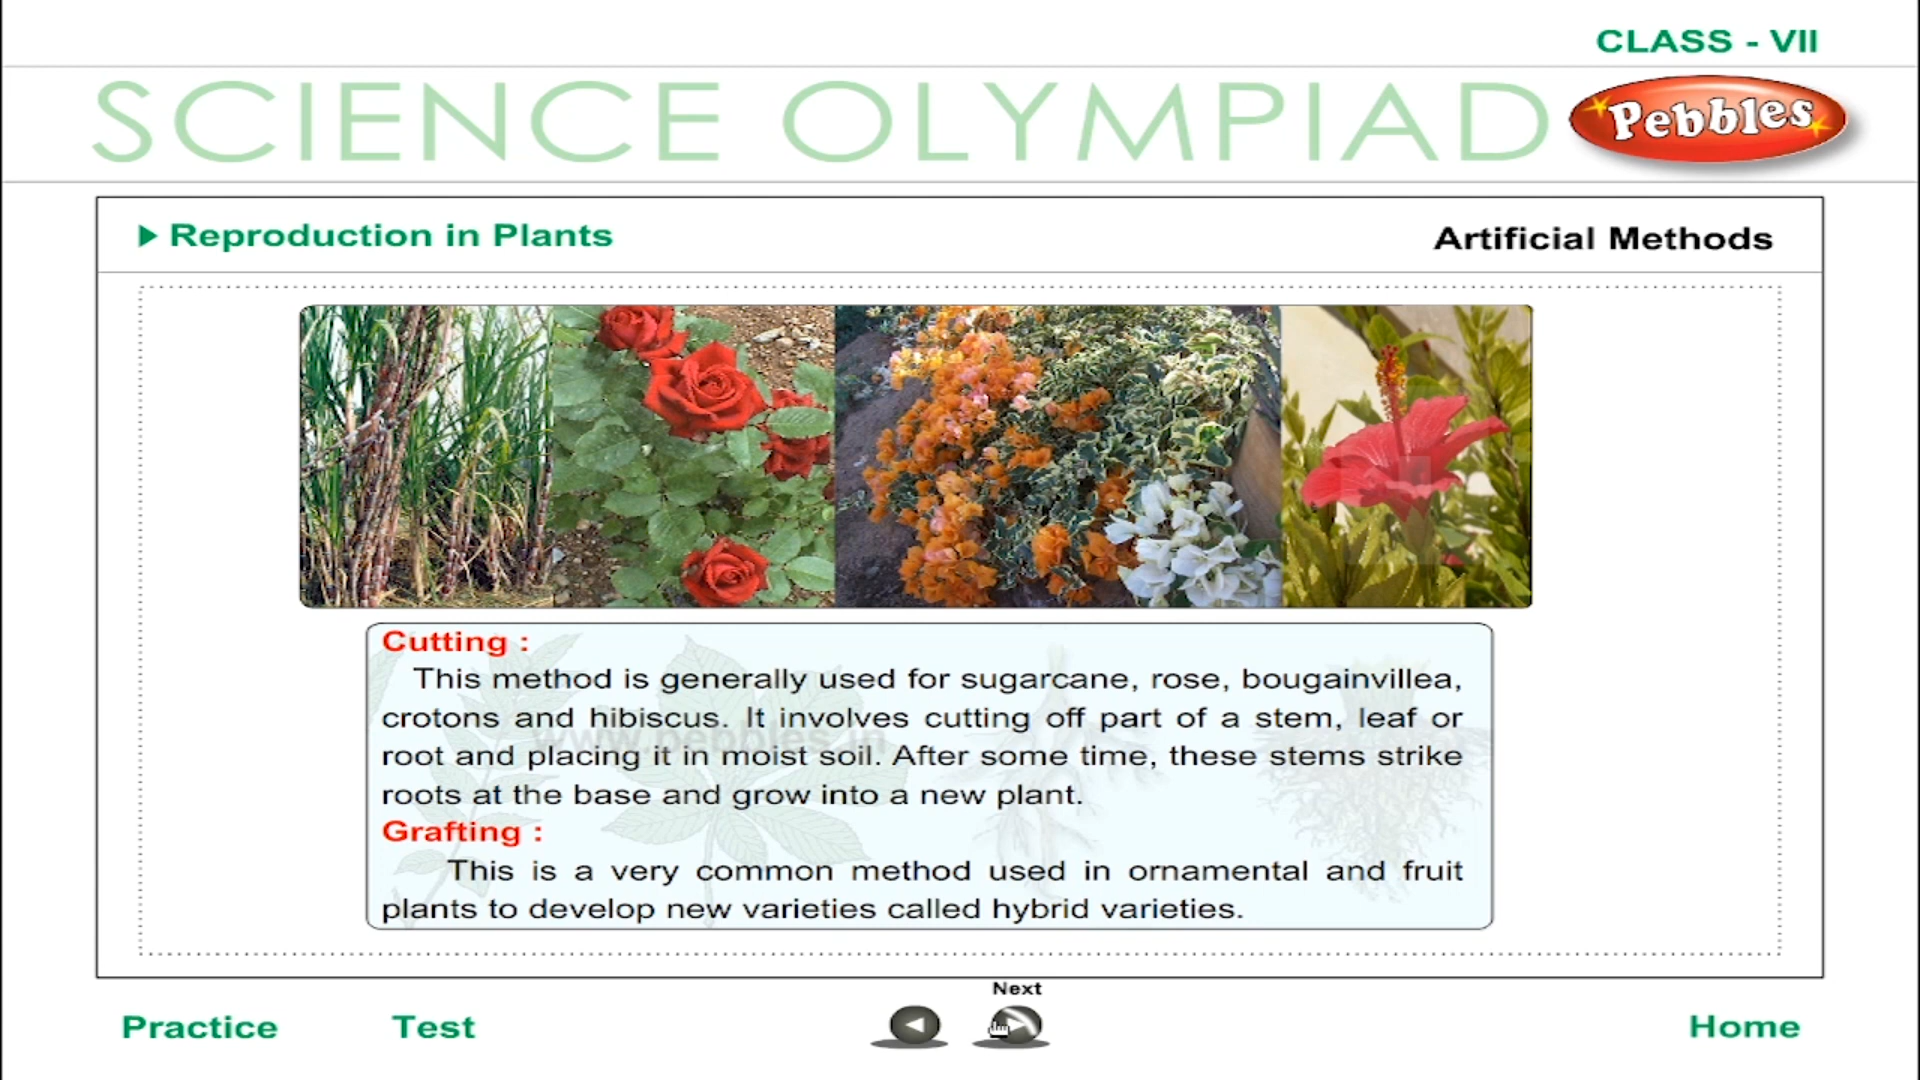 CLASS - VII
SCIENCE OLYMPIAD
Pebbles
Reproduction in Plants
Artificial Methods
Cutting :
This method is generally used for sugarcane, rose, bougainvillea,
crotons and hibiscus. It involves cutting off part of a stem, leaf or
root and placing it in moist soil. After some time, these stems strike
roots at the base and grow into a new plant.
www.pebbles.in
Grafting :
This is a very common method used in ornamental and fruit
plants to develop new varieties called hybrid varieties.
Next
Practice
Test
Home